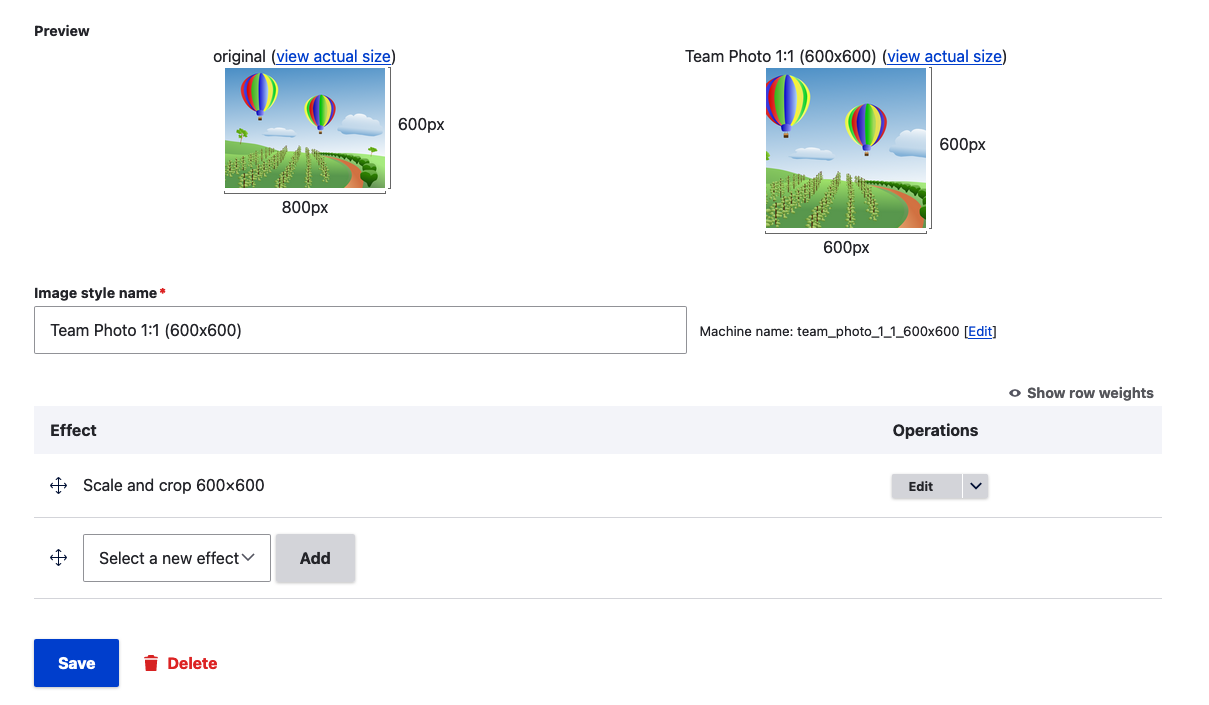 Preview
original (view actual size)
600px
800px
Team Photo 1:1 (600x600) (view actual size)
600px
600px
Image style name*
Team Photo 1:1 (600x600)
Machine name: team_photo_1_1_600x600 [Edit]
Show row weights
Effect Operations
Scale and crop 600×600 Edit
Select a new effect Add
Save Delete